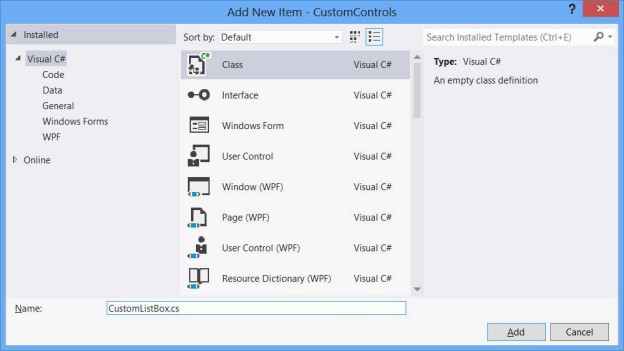 Add New Item - CustomControls
? ×
Installed
Sort by: Default
Search Installed Templates (Ctrl+E)
Visual C#
Code
Data
General
Windows Forms
WPF
Online
Class Visual C#
Interface Visual C#
Windows Form Visual C#
User Control Visual C#
Window (WPF) Visual C#
Page (WPF) Visual C#
User Control (WPF) Visual C#
Resource Dictionary (WPF) Visual C#
Type: Visual C#
An empty class definition
Name: CustomListBox.cs
Add Cancel